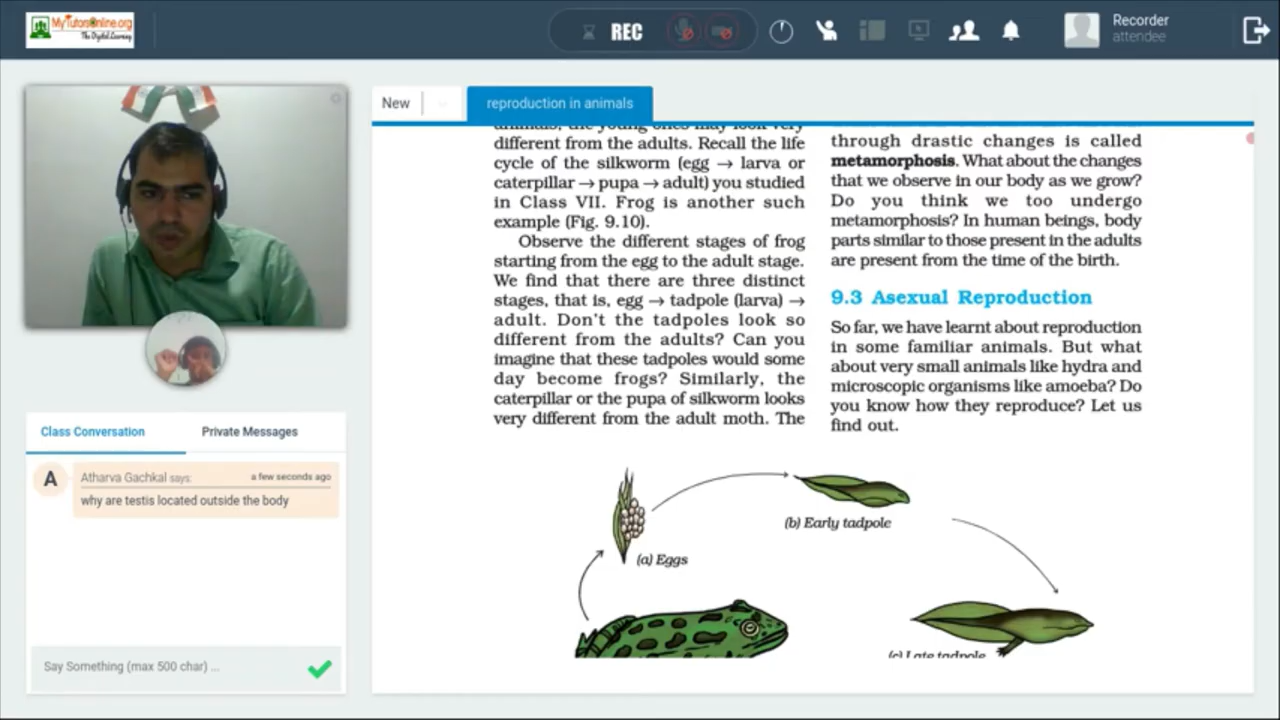 MyTutorsOnline.org
The Digital Learning
REC
Recorder
attendee
New
reproduction in animals
animals, the young ones may look very
different from the adults. Recall the life
cycle of the silkworm (egg → larva or
caterpillar → pupa → adult) you studied
in Class VII. Frog is another such
example (Fig. 9.10).
Observe the different stages of frog
starting from the egg to the adult stage.
We find that there are three distinct
stages, that is, egg → tadpole (larva) →
adult. Don't the tadpoles look so
different from the adults? Can you
imagine that these tadpoles would some
day become frogs? Similarly, the
caterpillar or the pupa of silkworm looks
very different from the adult moth. The
through drastic changes is called
metamorphosis. What about the changes
that we observe in our body as we grow?
Do you think we too undergo
metamorphosis? In human beings, body
parts similar to those present in the adults
are present from the time of the birth.
9.3 Asexual Reproduction
So far, we have learnt about reproduction
in some familiar animals. But what
about very small animals like hydra and
microscopic organisms like amoeba? Do
you know how they reproduce? Let us
find out.
(a) Eggs
(b) Early tadpole
(c) Late tadpole
Class Conversation
Private Messages
A
Atharva Gachkal says:
a few seconds ago
why are testis located outside the body
Say Something (max 500 char) ...